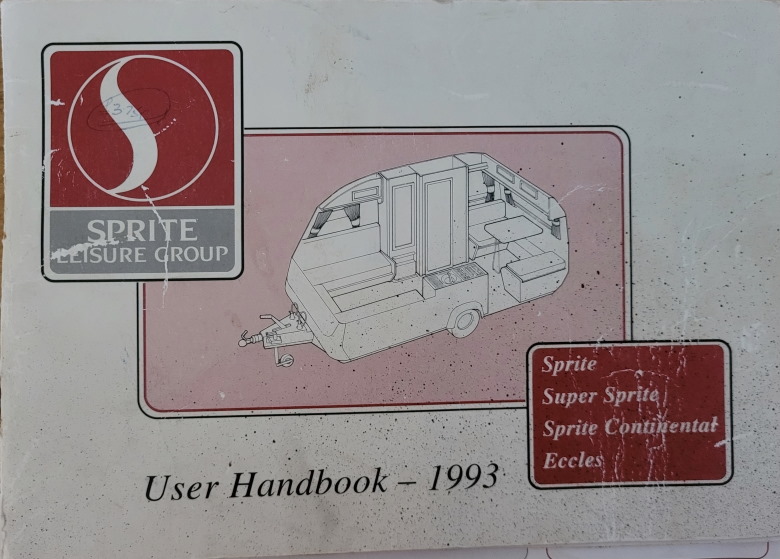 SPRITE
LEISURE GROUP
Sprite
Super Sprite
Sprite Continental
Eccles
User Handbook – 1993